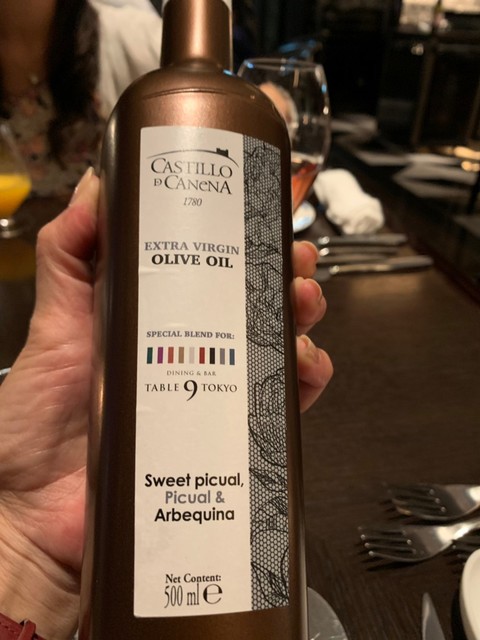 CASTILLO
D CANENA
1780
EXTRA VIRGIN
OLIVE OIL
SPECIAL BLEND FOR:
DINING & BAR
TABLE 9 TOKYO
Sweet picual,
Picual &
Arbequina
Net Content:
500 ml e